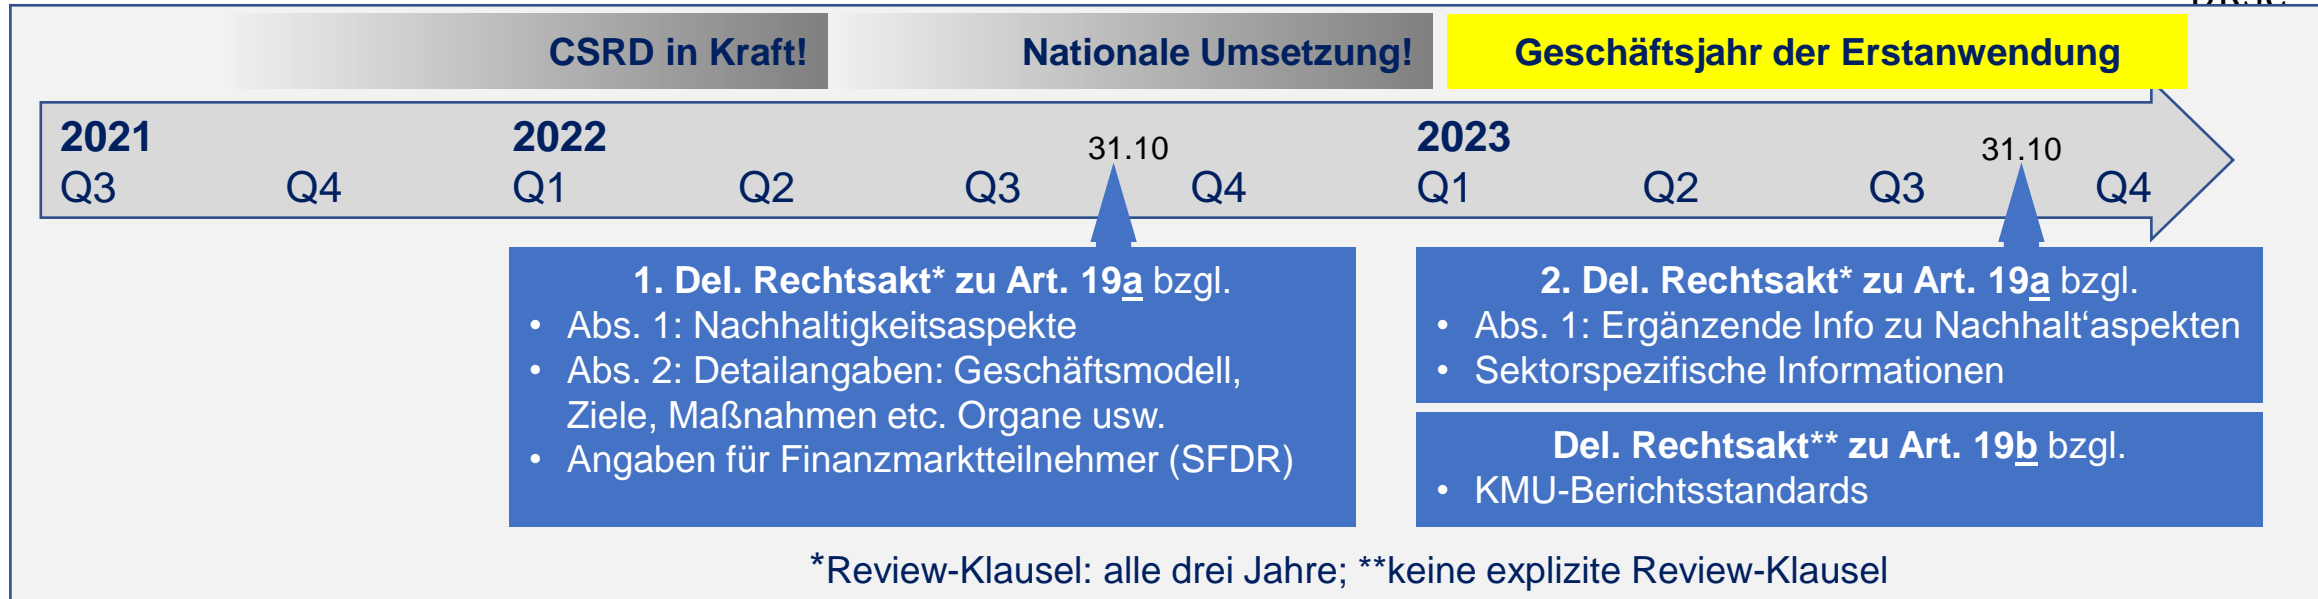 CSRD in Kraft!
Nationale Umsetzung!
Geschäftsjahr der Erstanwendung
2021
2022
31.10
2023
31.10
Q3 Q4 Q1 Q2 Q3 Q4 Q1 Q2 Q3 Q4
1. Del. Rechtsakt* zu Art. 19a bzgl.
• Abs. 1: Nachhaltigkeitsaspekte
• Abs. 2: Detailangaben: Geschäftsmodell,
Ziele, Maßnahmen etc. Organe usw.
• Angaben für Finanzmarktteilnehmer (SFDR)
2. Del. Rechtsakt* zu Art. 19a bzgl.
• Abs. 1: Ergänzende Info zu Nachhalt‘aspekten
• Sektorspezifische Informationen
Del. Rechtsakt** zu Art. 19b bzgl.
• KMU-Berichtsstandards
*Review-Klausel: alle drei Jahre; **keine explizite Review-Klausel